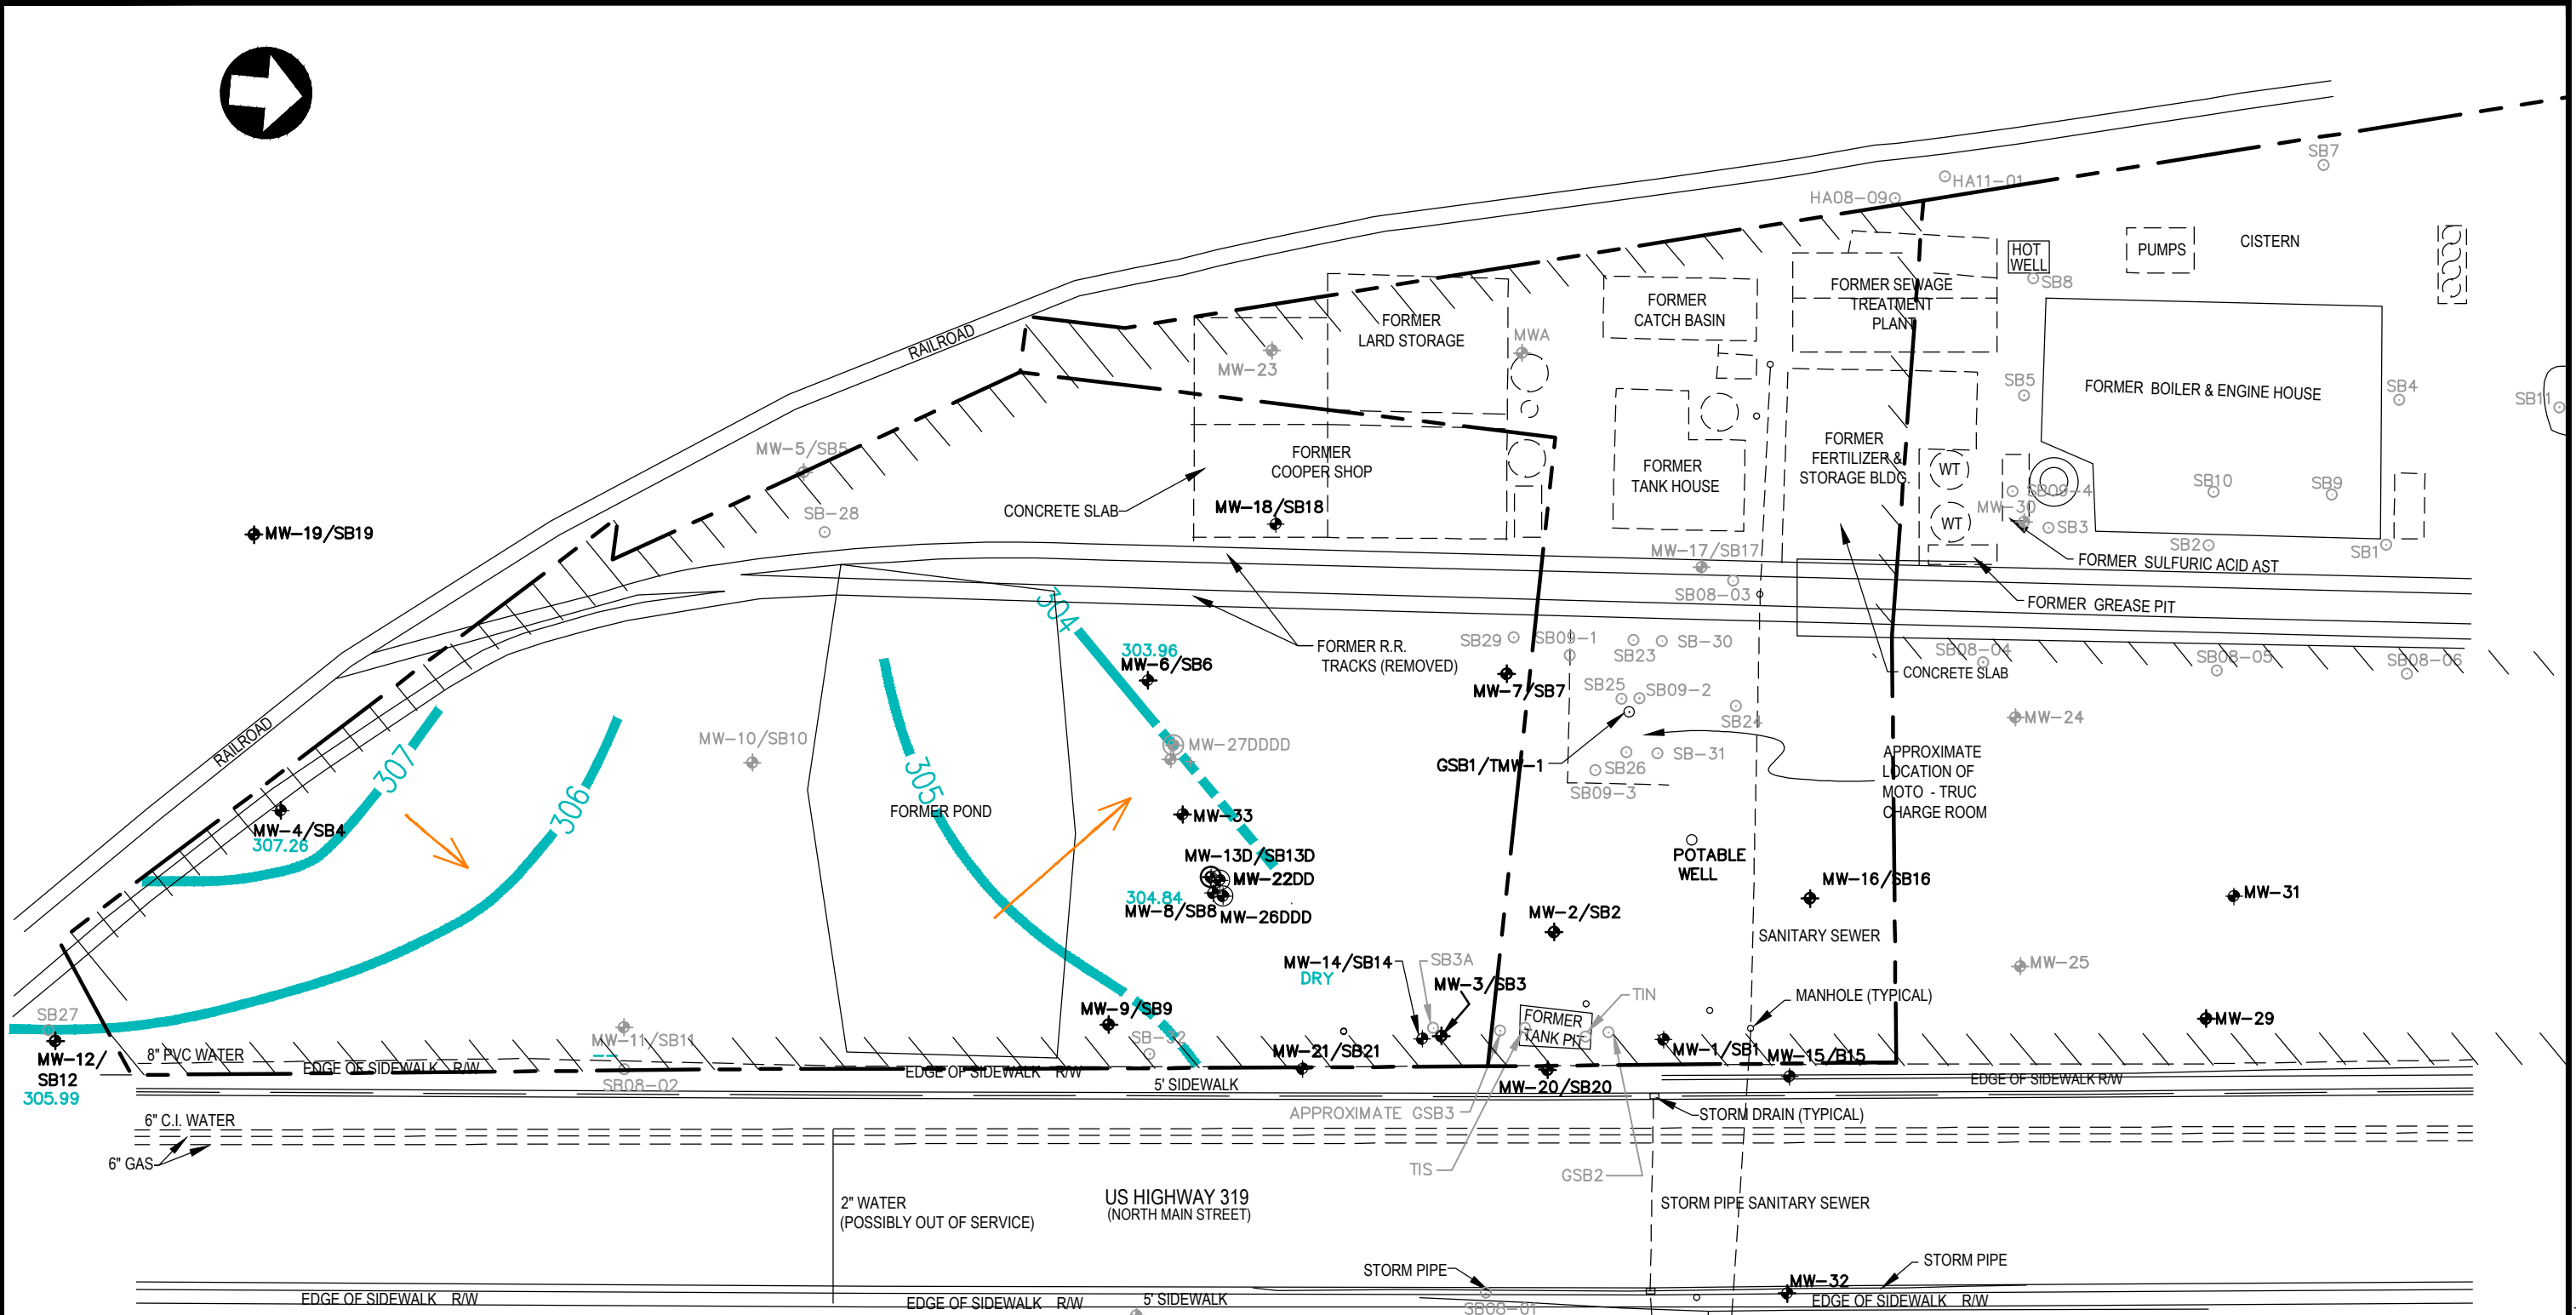 SB7
HA11-01
HA08-09
HOT
WELL
PUMPS
CISTERN
SB8
FORMER SEWAGE
TREATMENT
PLANT
FORMER
CATCH BASIN
FORMER
LARD STORAGE
MWA
RAILROAD
MW-23
SB5
FORMER BOILER & ENGINE HOUSE
SB4
SB11
MW-5/SB5
FORMER
COOPER SHOP
FORMER
TANK HOUSE
FORMER
FERTILIZER &
STORAGE BLDG.
WT
WT
SB09-4
SB10
SB9
MW-30
SB3
SB2
SB1
CONCRETE SLAB
MW-18/SB18
SB-28
MW-19/SB19
MW-17/SB17
FORMER SULFURIC ACID AST
SB08-03
FORMER GREASE PIT
304
303.96
MW-6/SB6
FORMER R.R.
TRACKS (REMOVED)
SB29
SB09-1
SB23
SB-30
SB08-04
SB08-05
SB08-06
CONCRETE SLAB
MW-7/SB7
SB25
SB09-2
SB24
MW-24
RAILROAD
307
MW-10/SB10
MW-27DDDD
GSB1/TMW-1
SB-31
SB26
SB09-3
APPROXIMATE
LOCATION OF
MOTO - TRUC
CHARGE ROOM
305
306
FORMER POND
MW-33
MW-4/SB4
307.26
MW-13D/SB13D
MW-22DD
304.84
MW-8/SB8
MW-26DDD
POTABLE
WELL
MW-16/SB16
MW-31
MW-2/SB2
SANITARY SEWER
MW-14/SB14
DRY
SB3A
MW-3/SB3
TIN
MW-25
MANHOLE (TYPICAL)
SB27
MW-9/SB9
FORMER
TANK PIT
MW-29
MW-12/
SB12
305.99
8" PVC WATER
MW-11/SB11
SB-32
MW-21/SB21
MW-1/SB1
MW-15/B15
EDGE OF SIDEWALK R/W
SB08-02
EDGE OF SIDEWALK R/W
5' SIDEWALK
MW-20/SB20
EDGE OF SIDEWALK R/W
APPROXIMATE GSB3
STORM DRAIN (TYPICAL)
6" C.I. WATER
6" GAS
TIS
GSB2
2" WATER
(POSSIBLY OUT OF SERVICE)
US HIGHWAY 319
(NORTH MAIN STREET)
STORM PIPE SANITARY SEWER
STORM PIPE
STORM PIPE
MW-32
EDGE OF SIDEWALK R/W
EDGE OF SIDEWALK R/W
5' SIDEWALK
SB08-01
EDGE OF SIDEWALK R/W